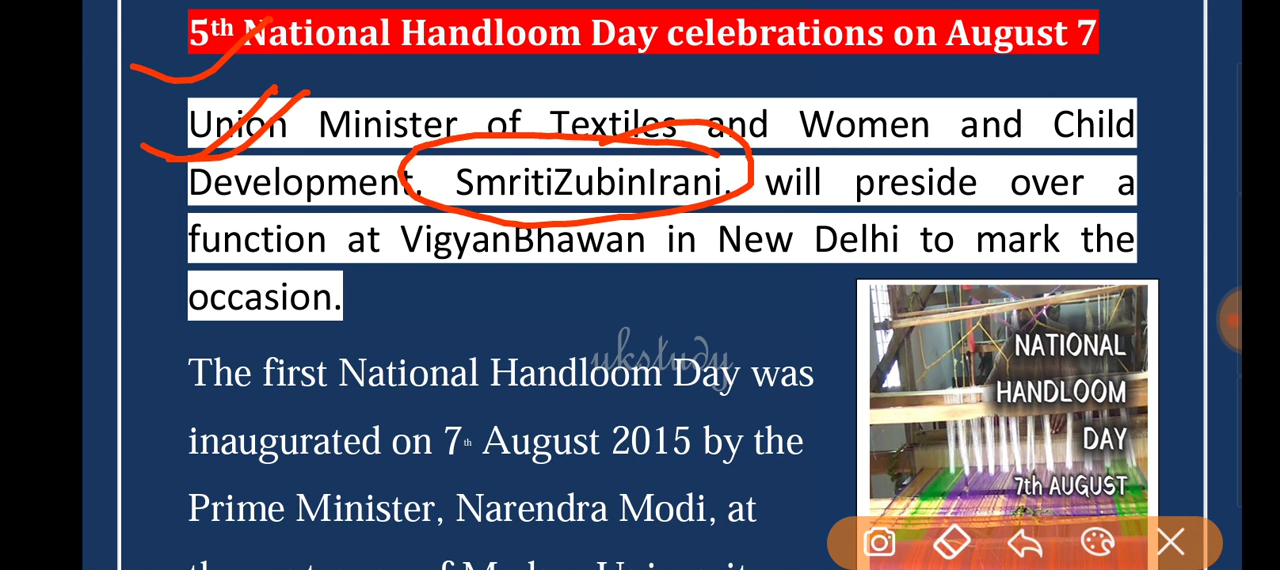 5th National Handloom Day celebrations on August 7
Union Minister of Textiles and Women and Child
Development, SmritiZubinIrani, will preside over a
function at VigyanBhawan in New Delhi to mark the
occasion.
The first National Handloom Day was
inaugurated on 7th August 2015 by the
Prime Minister, Narendra Modi, at
ukstudy
NATIONAL
HANDLOOM
DAY
7th AUGUST